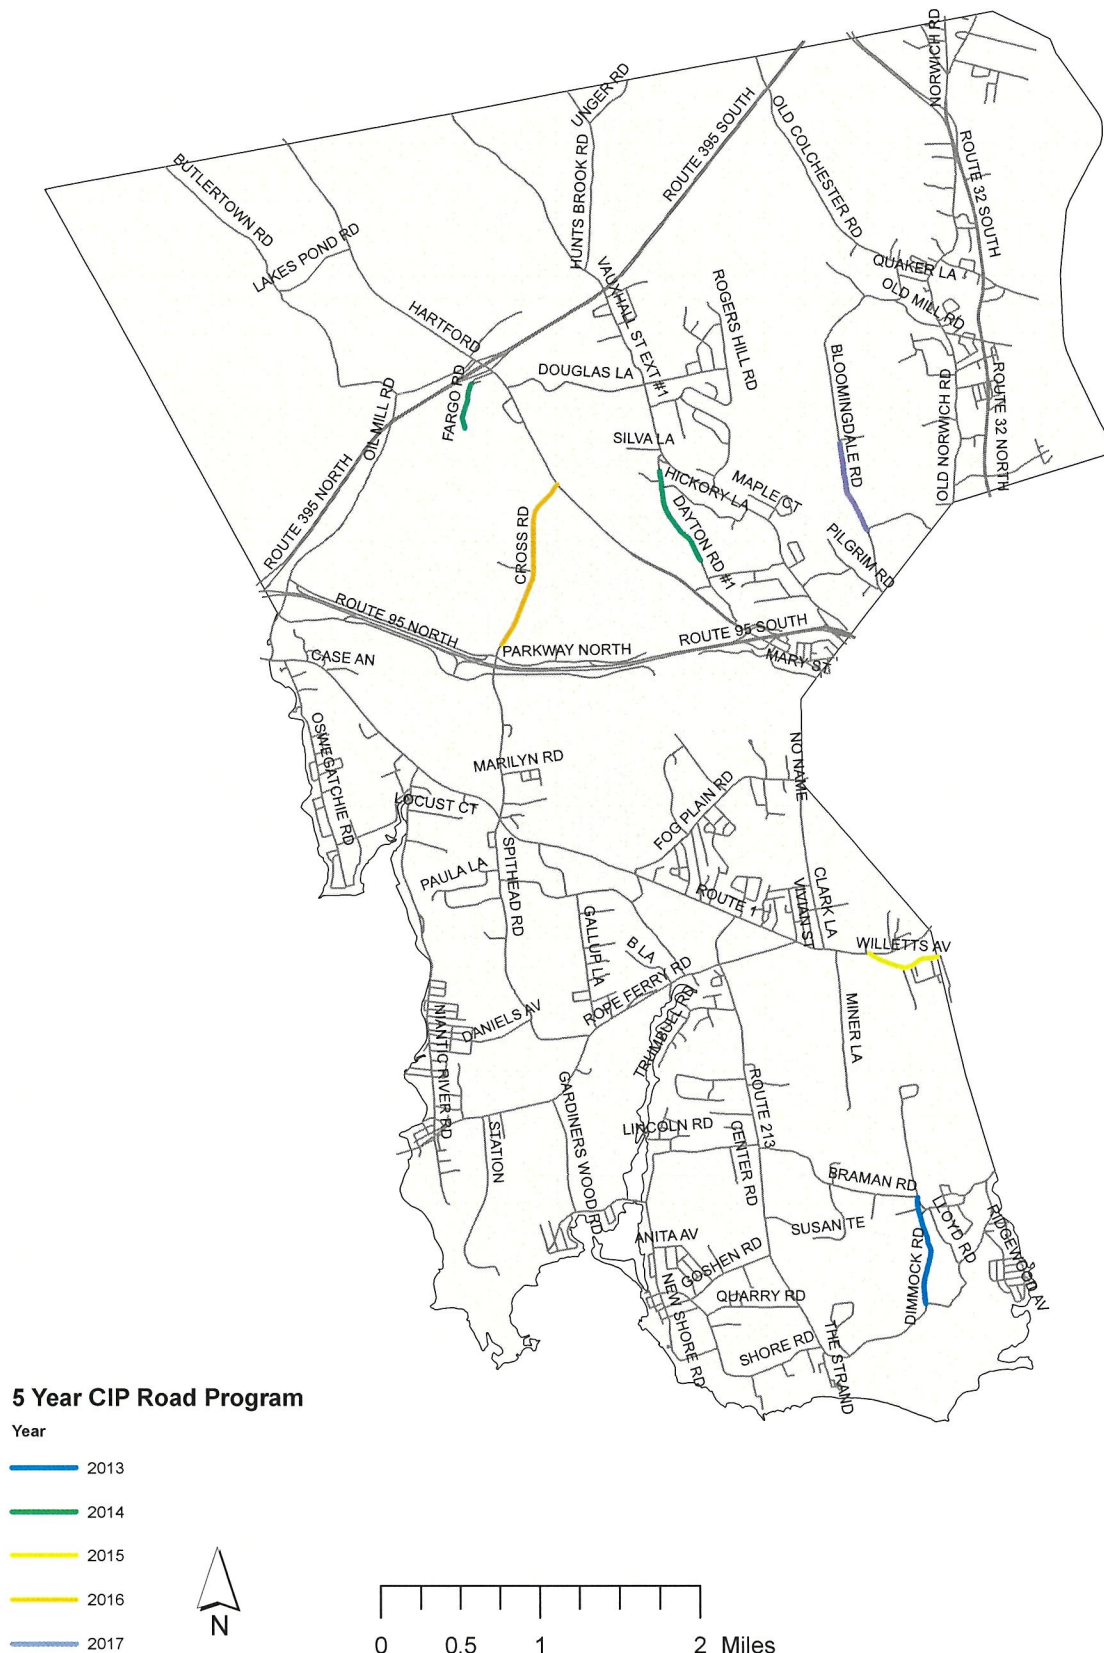 NORWICH RD
UNGER RD
ROUTE 395 SOUTH
OLD COLCHESTER RD
HUNTS BROOK RD
ROUTE 32 SOUTH
BUTLERTOWN RD
LAKES POND RD
QUAKER LA
VAUXHALL ST EXT #1
ROGERS HILL RD
OLD MILL RD
HARTFORD
DOUGLAS LA
BLOOMINGDALE RD
FARGO RD
OIL MILL RD
ROUTE 32 NORTH
OLD NORWICH RD
SILVA LA
HICKORY LA
MAPLE CT
ROUTE 395 NORTH
DAYTON RD #1
CROSS RD
PILGRIM RD
ROUTE 95 NORTH
ROUTE 95 SOUTH
PARKWAY NORTH
CASE AN
MARY ST
OSWEGATCHIE RD
NO NAME
MARILYN RD
LOCUST CT
FOG PLAIN RD
SPITHEAD RD
PAULA LA
CLARK LA
VIVIAN ST
ROUTE 1
GALLUP LA
B LA
WILLETTS AV
ROPE FERRY RD
TRUMBULL RD
MINER LA
NIANTIC RIVER RD
DANIELS AV
GARDINERS WOOD RD
ROUTE 213
LINCOLN RD
CENTER RD
STATION
BRAMAN RD
SUSAN TE
LOYD RD
RIDGEWOOD AV
DIMMOCK RD
ANITA AV
GOSHEN RD
QUARRY RD
NEW SHORE RD
SHORE RD
THE STRAND
5 Year CIP Road Program
Year
2013
2014
2015
2016
2017
N
0 0.5 1 2 Miles